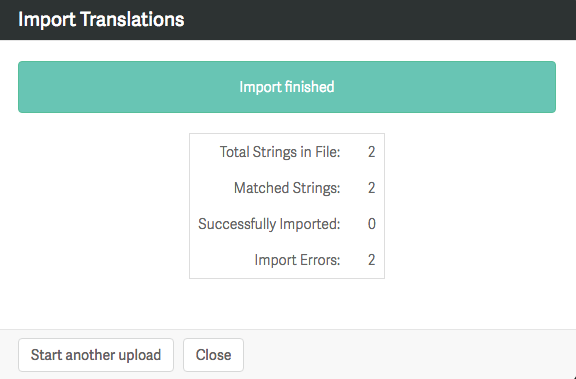 Import Translations
Import finished
Total Strings in File: 2
Matched Strings: 2
Successfully Imported: 0
Import Errors: 2
Start another upload Close